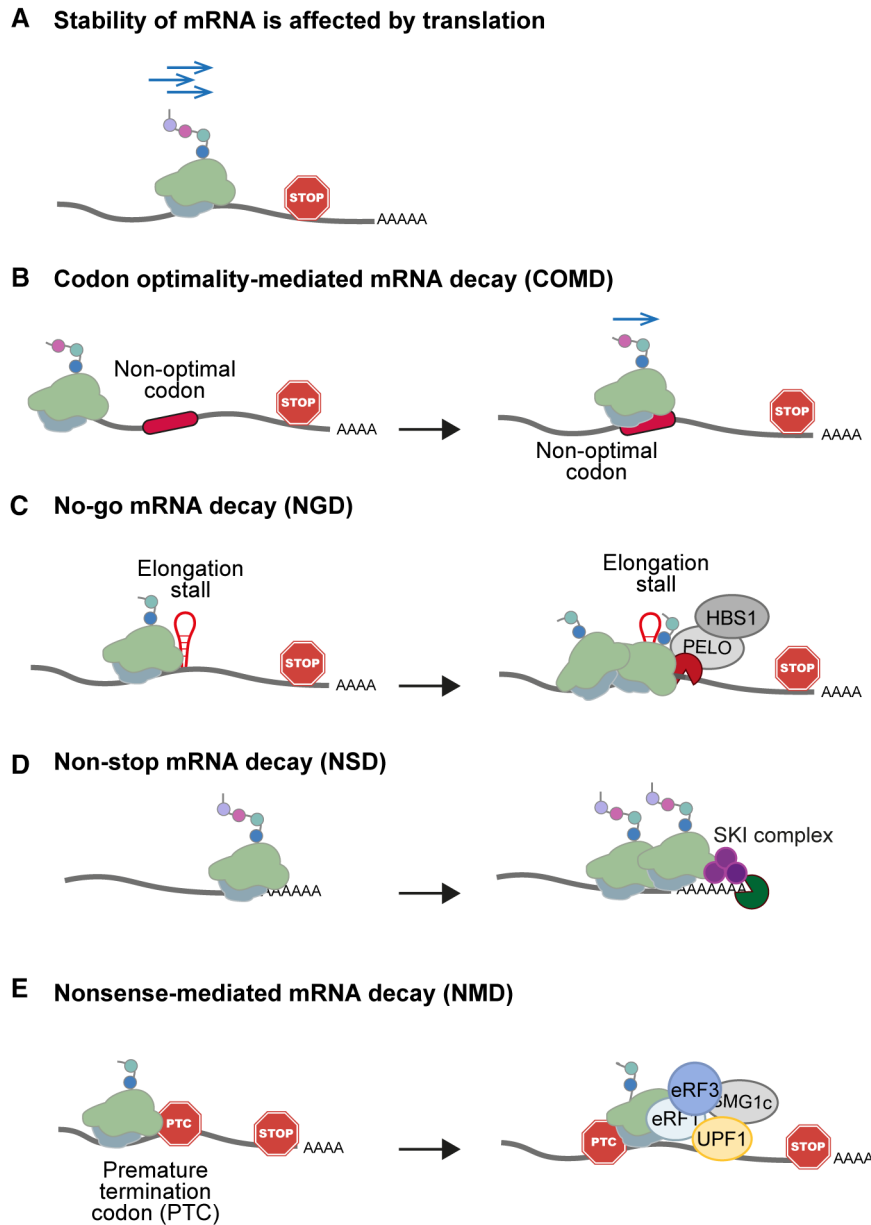 A Stability of mRNA is affected by translation
STOP
AAAAA
B Codon optimality-mediated mRNA decay (COMD)
Non-optimal
codon
STOP
AAAA
Non-optimal
codon
STOP
AAAA
C No-go mRNA decay (NGD)
Elongation
stall
STOP
AAAA
Elongation
stall
HBS1
PELO
STOP
AAAA
D Non-stop mRNA decay (NSD)
AAAAAA
SKI complex
AAAAAAA
E Nonsense-mediated mRNA decay (NMD)
PTC
STOP
AAAA
Premature
termination
codon (PTC)
eRF3
SMG1c
eRF1
UPF1
PTC
STOP
AAAA